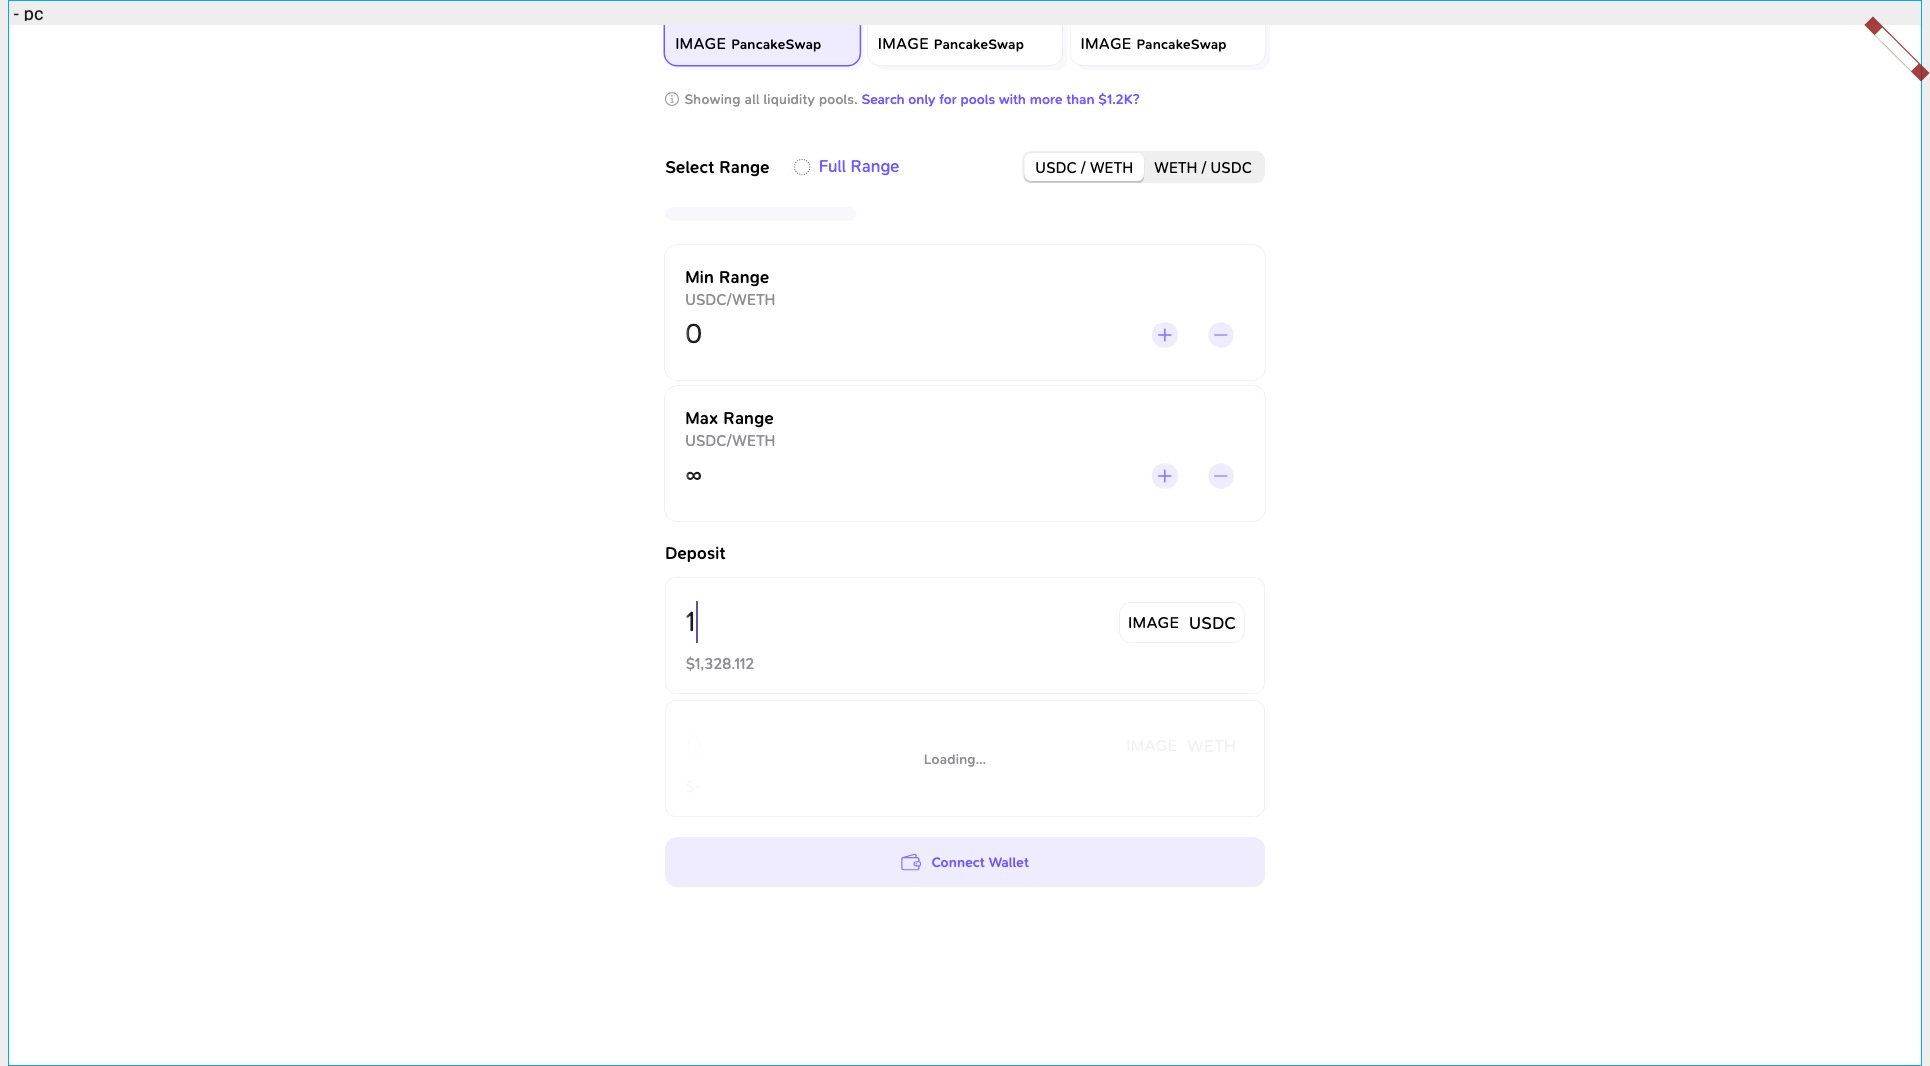 - pc
IMAGE PancakeSwap IMAGE PancakeSwap IMAGE PancakeSwap
Showing all liquidity pools. Search only for pools with more than $1.2K?
Select Range Full Range USDC / WETH WETH / USDC
Min Range
USDC/WETH
0
Max Range
USDC/WETH
∞
Deposit
1 IMAGE USDC
$1,328.112
IMAGE WETH
Loading...
Connect Wallet